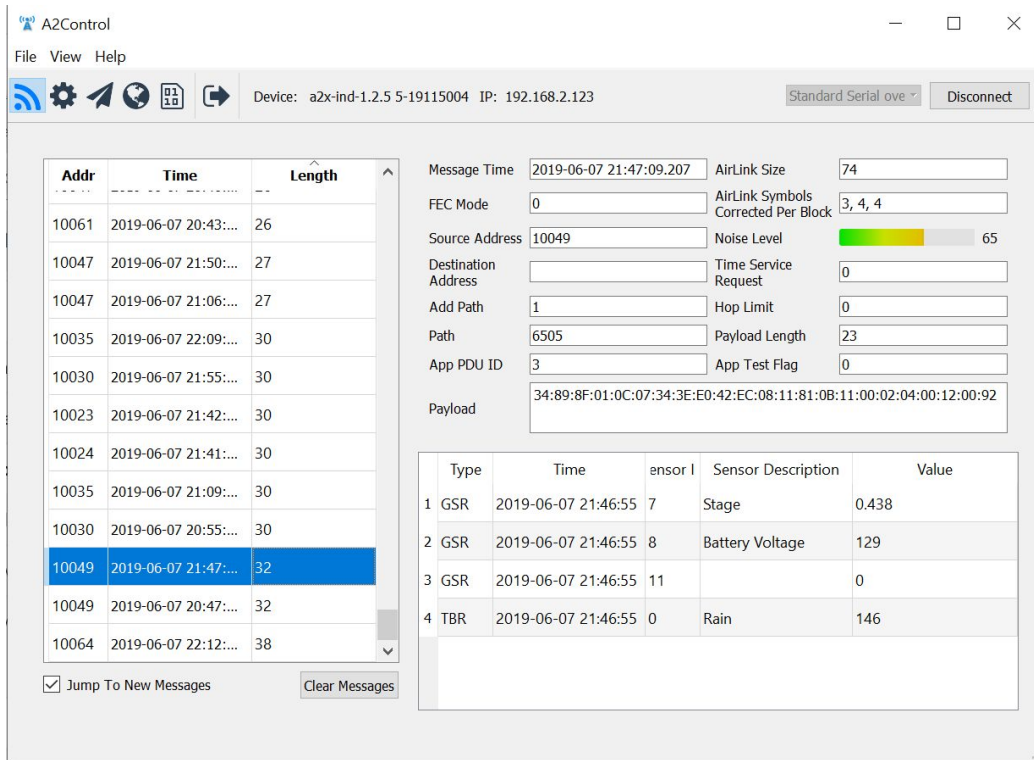 A2Control
File View Help
Device: a2x-ind-1.2.5 5-19115004 IP: 192.168.2.123
Standard Serial ove
Disconnect
Addr Time Length
10061 2019-06-07 20:43:... 26
10047 2019-06-07 21:50:... 27
10047 2019-06-07 21:06:... 27
10035 2019-06-07 22:09:... 30
10030 2019-06-07 21:55:... 30
10023 2019-06-07 21:42:... 30
10024 2019-06-07 21:41:... 30
10035 2019-06-07 21:09:... 30
10030 2019-06-07 20:55:... 30
10049 2019-06-07 21:47:... 32
10049 2019-06-07 20:47:... 32
10064 2019-06-07 22:12:... 38
Jump To New Messages
Clear Messages
Message Time 2019-06-07 21:47:09.207 AirLink Size 74
FEC Mode 0 AirLink Symbols Corrected Per Block 3, 4, 4
Source Address 10049 Noise Level 65
Destination Address Time Service Request 0
Add Path 1 Hop Limit 0
Path 6505 Payload Length 23
App PDU ID 3 App Test Flag 0
Payload 34:89:8F:01:0C:07:34:3E:E0:42:EC:08:11:81:0B:11:00:02:04:00:12:00:92
Type Time ensor I Sensor Description Value
1 GSR 2019-06-07 21:46:55 7 Stage 0.438
2 GSR 2019-06-07 21:46:55 8 Battery Voltage 129
3 GSR 2019-06-07 21:46:55 11 0
4 TBR 2019-06-07 21:46:55 0 Rain 146